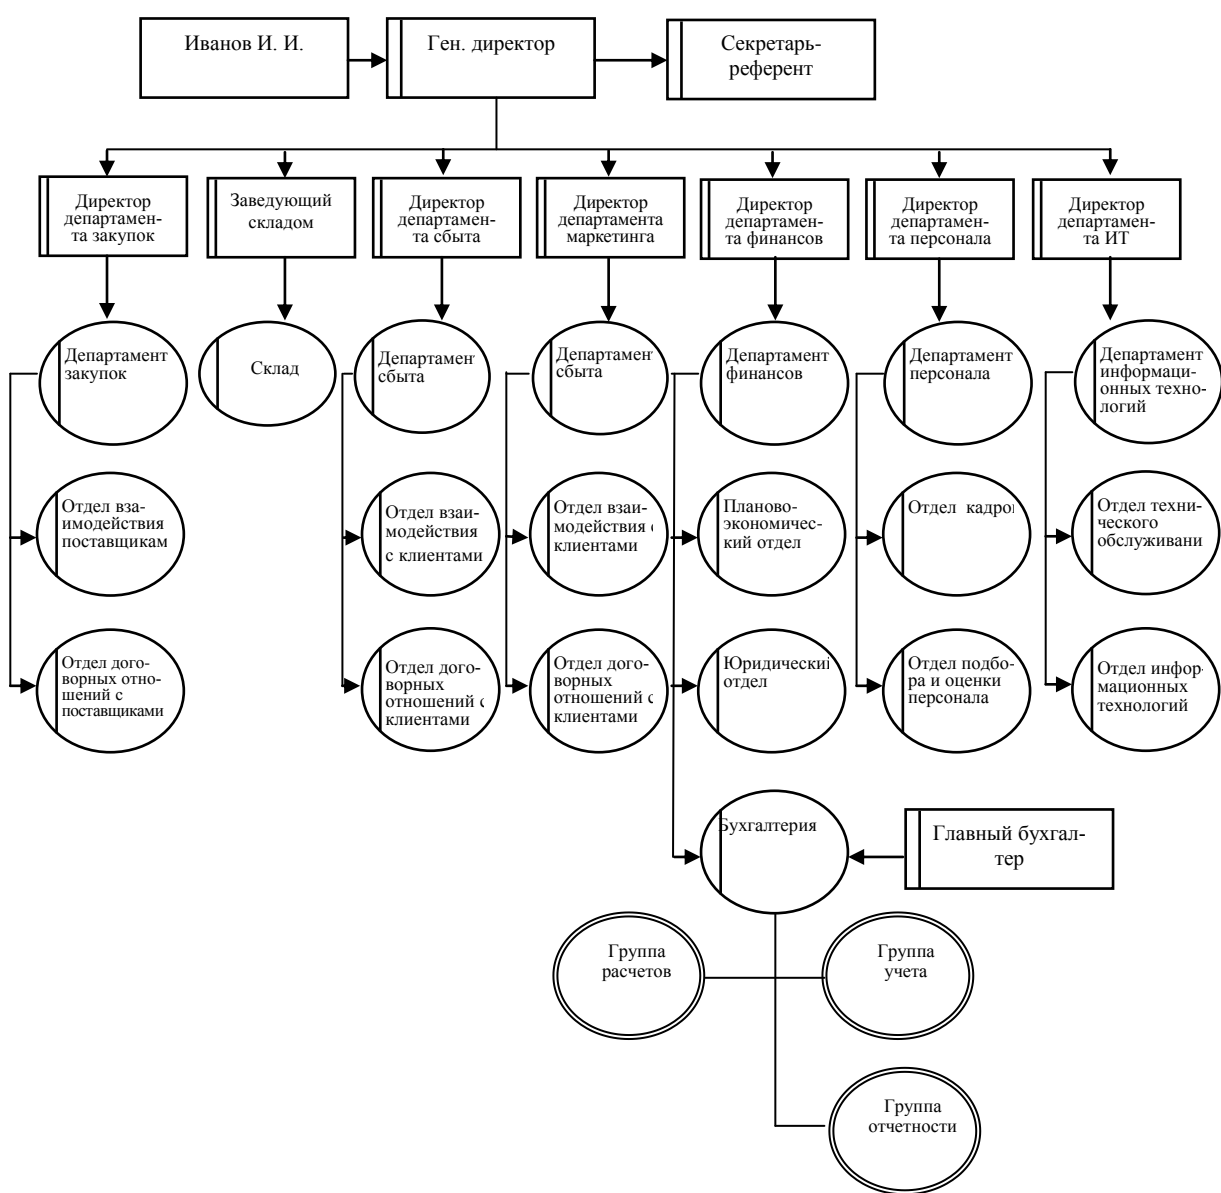 Иванов И. И.
Ген. директор
Секретарь-
референт
Директор
департамен-
та закупок
Заведующий
складом
Директор
департамен-
та сбыта
Директор
департамента
маркетинга
Директор
департамен-
та финансов
Директор
департамен-
та персонала
Директор
департамен-
та ИТ
Департамент
закупок
Склад
Департамен
сбыта
Департамен
сбыта
Департамент
финансов
Департамент
персонала
Департамент
информаци-
онных техно-
логий
Отдел вза-
имодействия
поставщикам
Отдел взаи-
модействия
с клиентами
Отдел взаи-
модействия с
клиентами
Планово-
экономичес-
кий отдел
Отдел кадро
Отдел техни-
ческого
обслуживани
Отдел дого-
ворных отно-
шений с
поставщиками
Отдел дого-
ворных
отношений с
клиентами
Отдел дого-
ворных
отношений с
клиентами
Юридический
отдел
Отдел подбо-
ра и оценки
персонала
Отдел инфор-
мационных
технологий
Бухгалтерия
Главный бухгал-
тер
Группа
расчетов
Группа
учета
Группа
отчетности